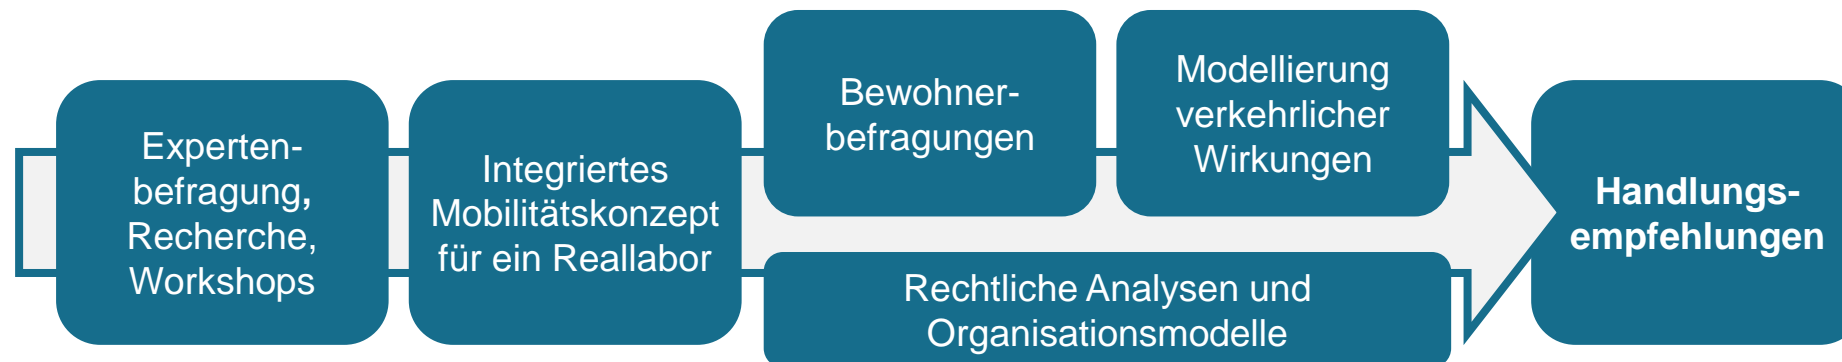 Experten-
befragung,
Recherche,
Workshops
Integriertes
Mobilitätskonzept
für ein Reallabor
Bewohner-
befragungen
Modellierung
verkehrlicher
Wirkungen
Rechtliche Analysen und
Organisationsmodelle
Handlungs-
empfehlungen